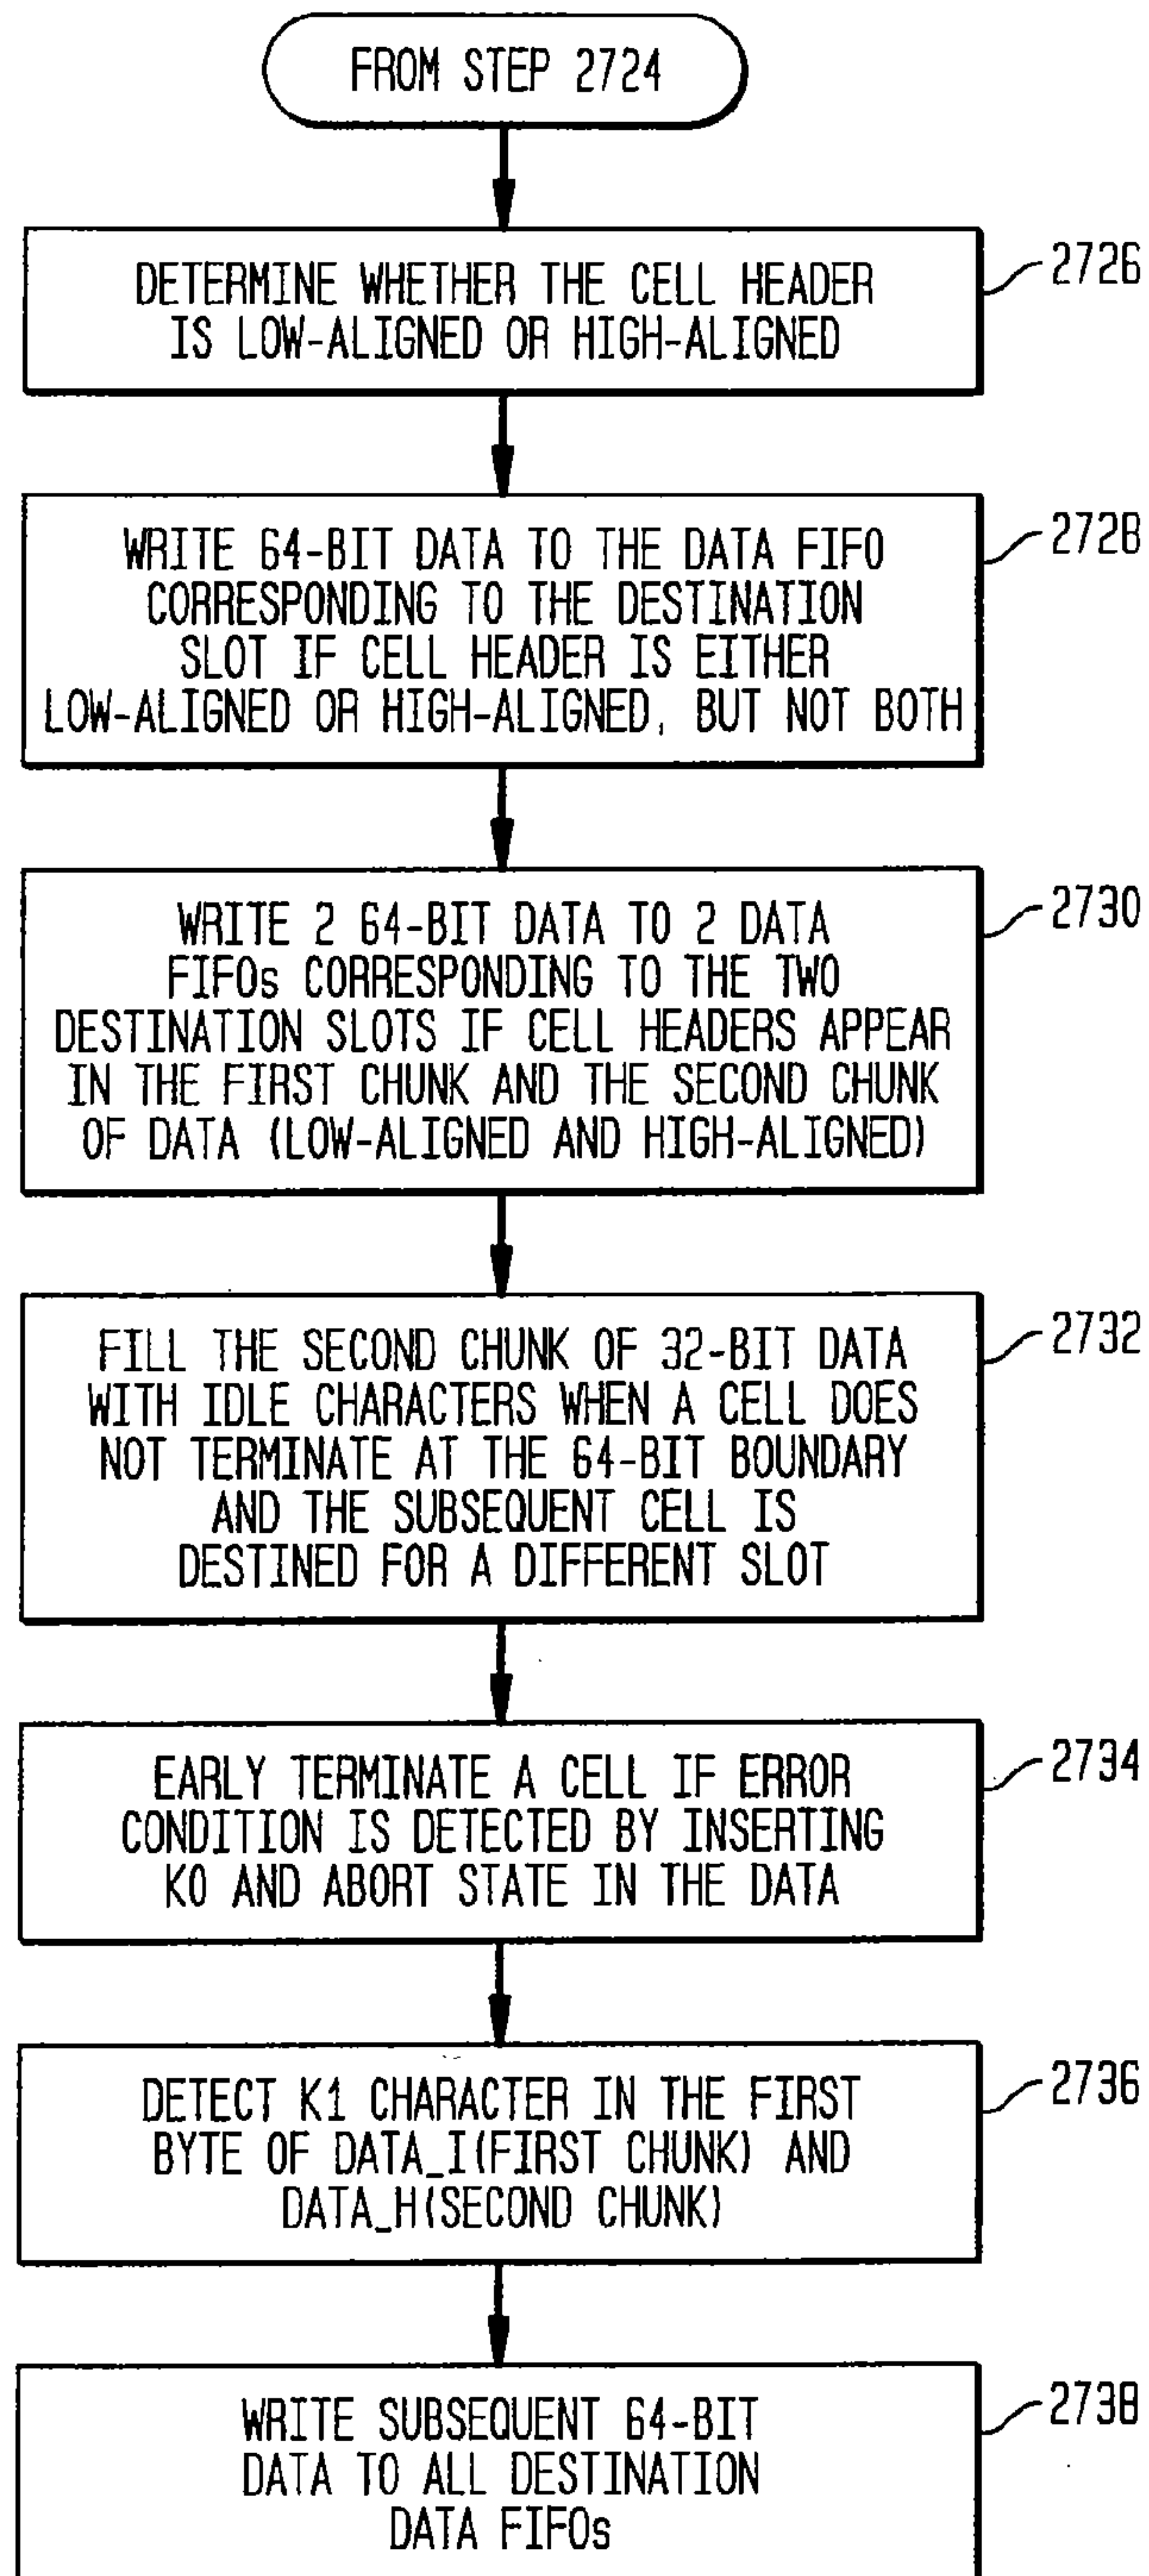 FROM STEP 2724
DETERMINE WHETHER THE CELL HEADER
IS LOW-ALIGNED OR HIGH-ALIGNED
2726
WRITE 64-BIT DATA TO THE DATA FIFO
CORRESPONDING TO THE DESTINATION
SLOT IF CELL HEADER IS EITHER
LOW-ALIGNED OR HIGH-ALIGNED, BUT NOT BOTH
2728
WRITE 2 64-BIT DATA TO 2 DATA
FIFOs CORRESPONDING TO THE TWO
DESTINATION SLOTS IF CELL HEADERS APPEAR
IN THE FIRST CHUNK AND THE SECOND CHUNK
OF DATA (LOW-ALIGNED AND HIGH-ALIGNED)
2730
FILL THE SECOND CHUNK OF 32-BIT DATA
WITH IDLE CHARACTERS WHEN A CELL DOES
NOT TERMINATE AT THE 64-BIT BOUNDARY
AND THE SUBSEQUENT CELL IS
DESTINED FOR A DIFFERENT SLOT
2732
EARLY TERMINATE A CELL IF ERROR
CONDITION IS DETECTED BY INSERTING
K0 AND ABORT STATE IN THE DATA
2734
DETECT K1 CHARACTER IN THE FIRST
BYTE OF DATA_I(FIRST CHUNK) AND
DATA_H(SECOND CHUNK)
2736
WRITE SUBSEQUENT 64-BIT
DATA TO ALL DESTINATION
DATA FIFOs
2738